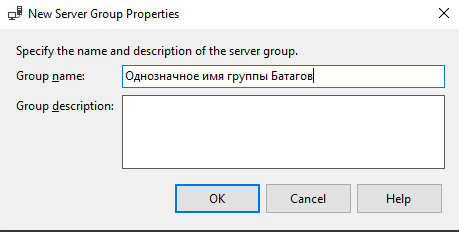 New Server Group Properties
Specify the name and description of the server group.
Group name: Однозначное имя группы Батагов
Group description:
OK Cancel Help